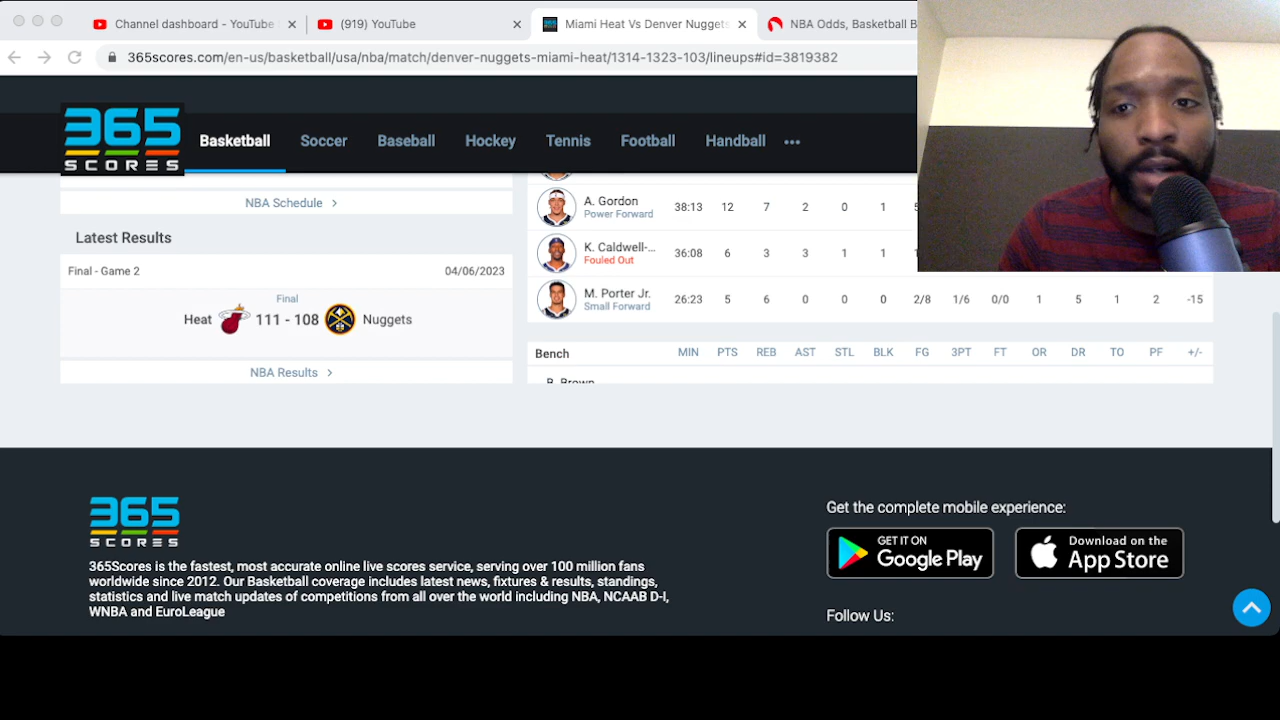 Channel dashboard - YouTube
(919) YouTube
Miami Heat Vs Denver Nuggets
NBA Odds, Basketball B
365scores.com/en-us/basketball/usa/nba/match/denver-nuggets-miami-heat/1314-1323-103/lineups#id=3819382
365
SCORES
Basketball Soccer Baseball Hockey Tennis Football Handball •••
NBA Schedule >
Latest Results
Final - Game 2 04/06/2023
Final
Heat 111 - 108 Nuggets
NBA Results >
A. Gordon 38:13 12 7 2 0 1
Power Forward
K. Caldwell-... 36:08 6 3 3 1 1
Fouled Out
M. Porter Jr. 26:23 5 6 0 0 0 2/8 1/6 0/0 1 5 1 2 -15
Small Forward
Bench MIN PTS REB AST STL BLK FG 3PT FT OR DR TO PF +/-
B. Brown
365
SCORES
365Scores is the fastest, most accurate online live scores service, serving over 100 million fans
worldwide since 2012. Our Basketball coverage includes latest news, fixtures & results, standings,
statistics and live match updates of competitions from all over the world including NBA, NCAAB D-I,
WNBA and EuroLeague
Get the complete mobile experience:
GET IT ON
Google Play
Download on the
App Store
Follow Us: